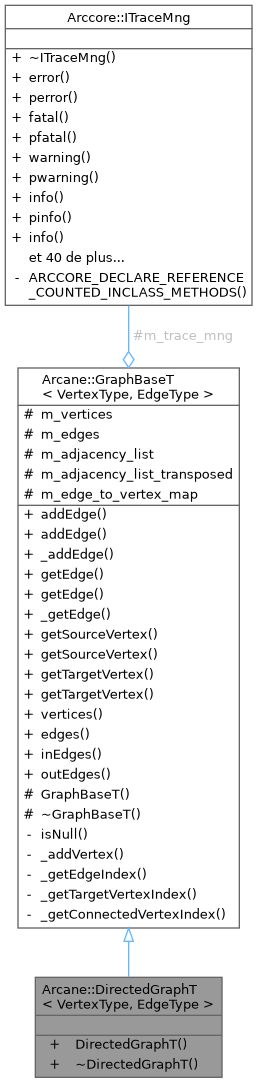 Arccore::ITraceMng
+ ~ITraceMng()
+ error()
+ perror()
+ fatal()
+ pfatal()
+ warning()
+ pwarning()
+ info()
+ pinfo()
+ info()
et 40 de plus...
- ARCCORE_DECLARE_REFERENCE
_COUNTED_INCLASS_METHODS()
#m_trace_mng
Arcane::GraphBaseT
< VertexType, EdgeType >
# m_vertices
# m_edges
# m_adjacency_list
# m_adjacency_list_transposed
# m_edge_to_vertex_map
+ addEdge()
+ addEdge()
+ _addEdge()
+ getEdge()
+ getEdge()
+ _getEdge()
+ getSourceVertex()
+ getSourceVertex()
+ getTargetVertex()
+ getTargetVertex()
+ vertices()
+ edges()
+ inEdges()
+ outEdges()
# GraphBaseT()
# ~GraphBaseT()
- isNull()
- _addVertex()
- _getEdgeIndex()
- _getTargetVertexIndex()
- _getConnectedVertexIndex()
Arcane::DirectedGraphT
< VertexType, EdgeType >
+ DirectedGraphT()
+ ~DirectedGraphT()